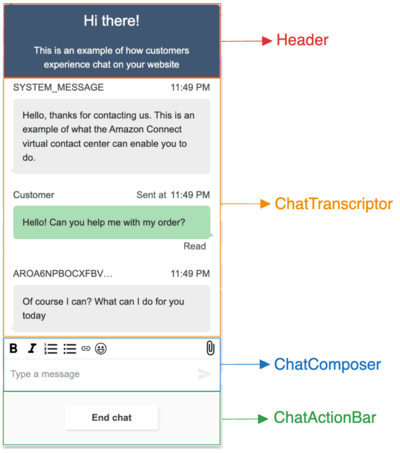 Hi there!
Header
This is an example of how customers
experience chat on your website
SYSTEM_MESSAGE 11:49 PM
Hello, thanks for contacting us. This is an
example of what the Amazon Connect
virtual contact center can enable you to
do.
Customer Sent at 11:49 PM
ChatTranscriptor
Hello! Can you help me with my order?
Read
AROA6NPBOCXFBV... 11:49 PM
Of course I can? What can I do for you
today
B I
ChatComposer
Type a message
End chat
ChatActionBar